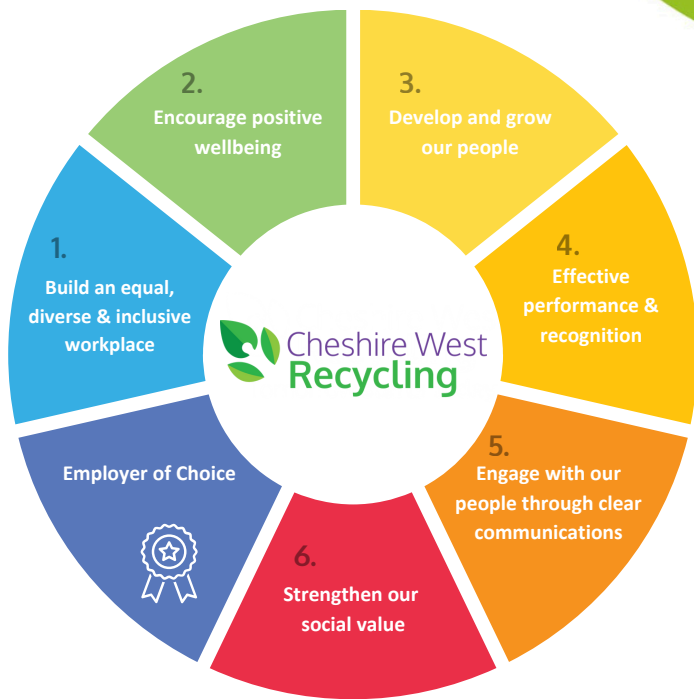 1.
Build an equal,
diverse & inclusive
workplace
2.
Encourage positive
wellbeing
3.
Develop and grow
our people
4.
Effective
performance &
recognition
5.
Engage with our
people through clear
communications
6.
Strengthen our
social value
Employer of Choice
Cheshire West
Recycling